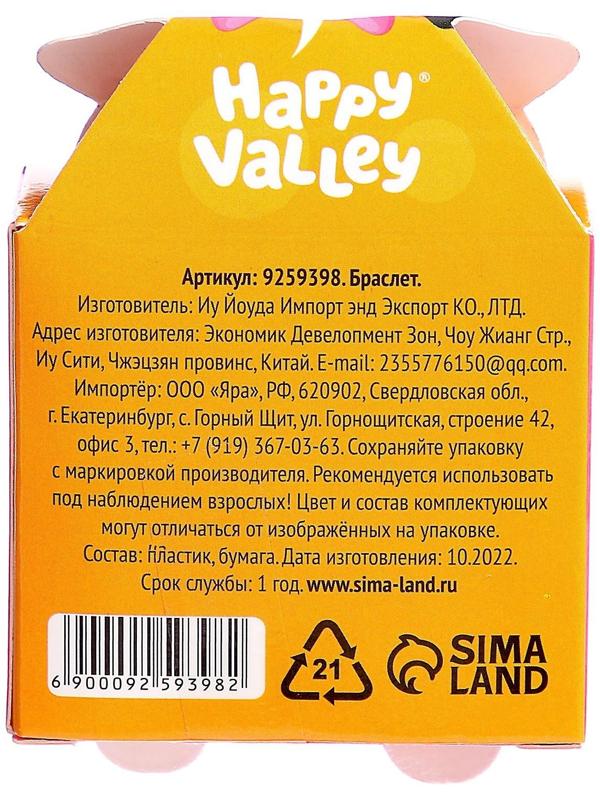 Happy
Valley®
Артикул: 9259398. Браслет.
Изготовитель: Иу Йоуда Импорт энд Экспорт КО., ЛТД.
Адрес изготовителя: Экономик Девелопмент Зон, Чоу Жианг Стр.,
Иу Сити, Чжэцзян провинс, Китай. E-mail: 2355776150@qq.com.
Импортёр: ООО «Яра», РФ, 620902, Свердловская обл.,
г. Екатеринбург, с. Горный Щит, ул. Горнощитская, строение 42,
офис 3, тел.: +7 (919) 367-03-63. Сохраняйте упаковку
с маркировкой производителя. Рекомендуется использовать
под наблюдением взрослых! Цвет и состав комплектующих
могут отличаться от изображённых на упаковке.
Состав: пластик, бумага. Дата изготовления: 10.2022.
Срок службы: 1 год. www.sima-land.ru
6 900092 593982
21
SIMA
LAND